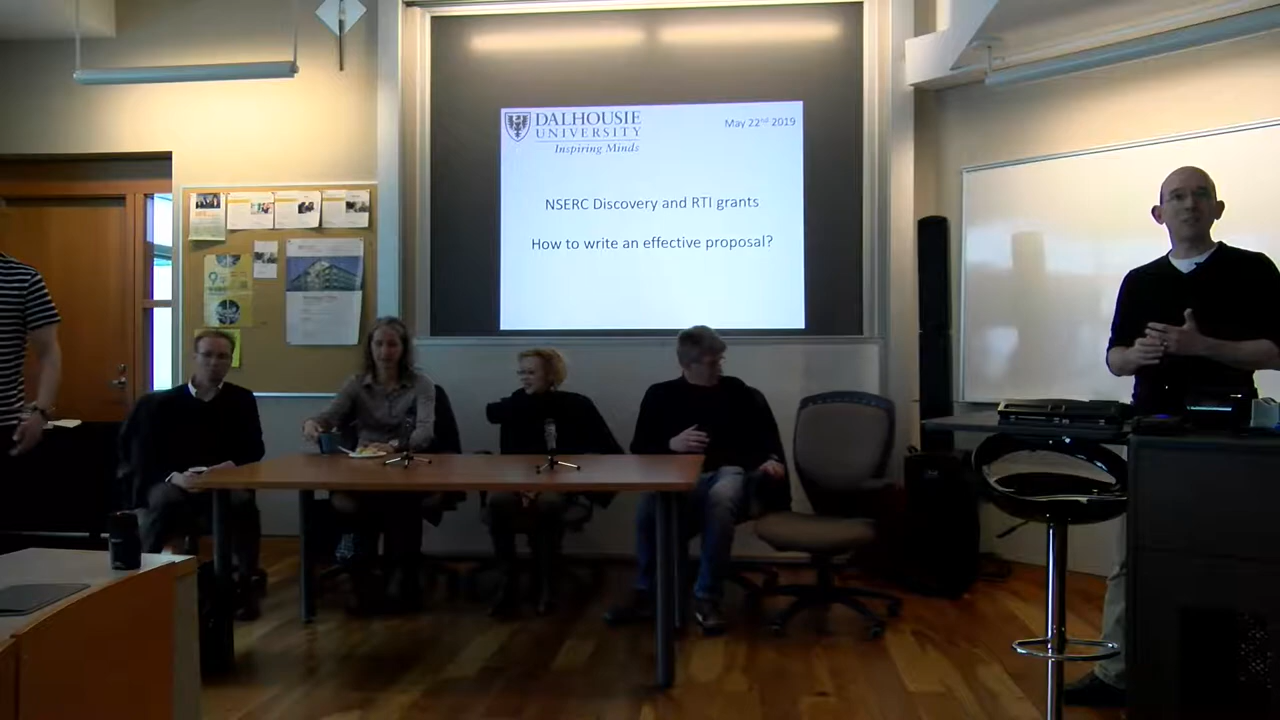 DALHOUSIE
UNIVERSITY
Inspiring Minds
May 22nd 2019
NSERC Discovery and RTI grants
How to write an effective proposal?